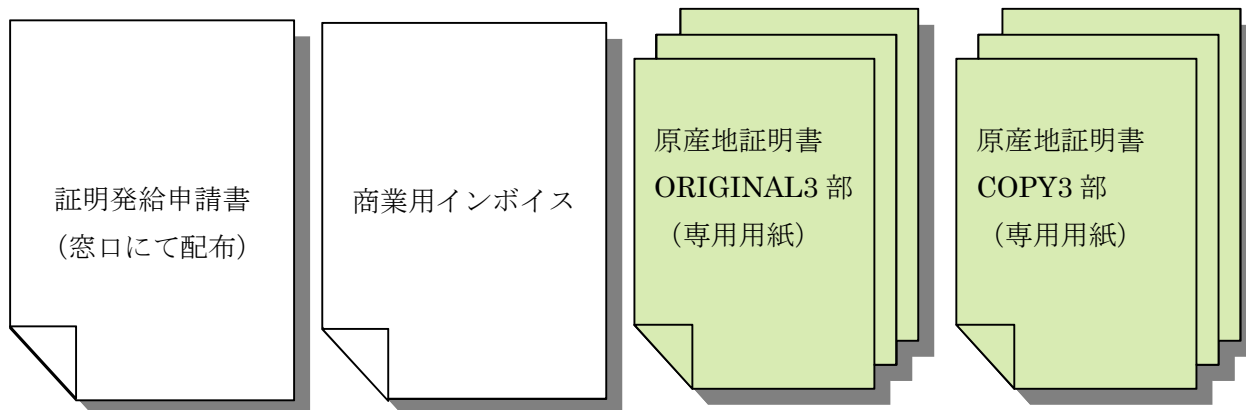 証明発給申請書
（窓口にて配布）
商業用インボイス
原産地証明書
ORIGINAL3 部
（専用用紙）
原産地証明書
COPY3 部
（専用用紙）